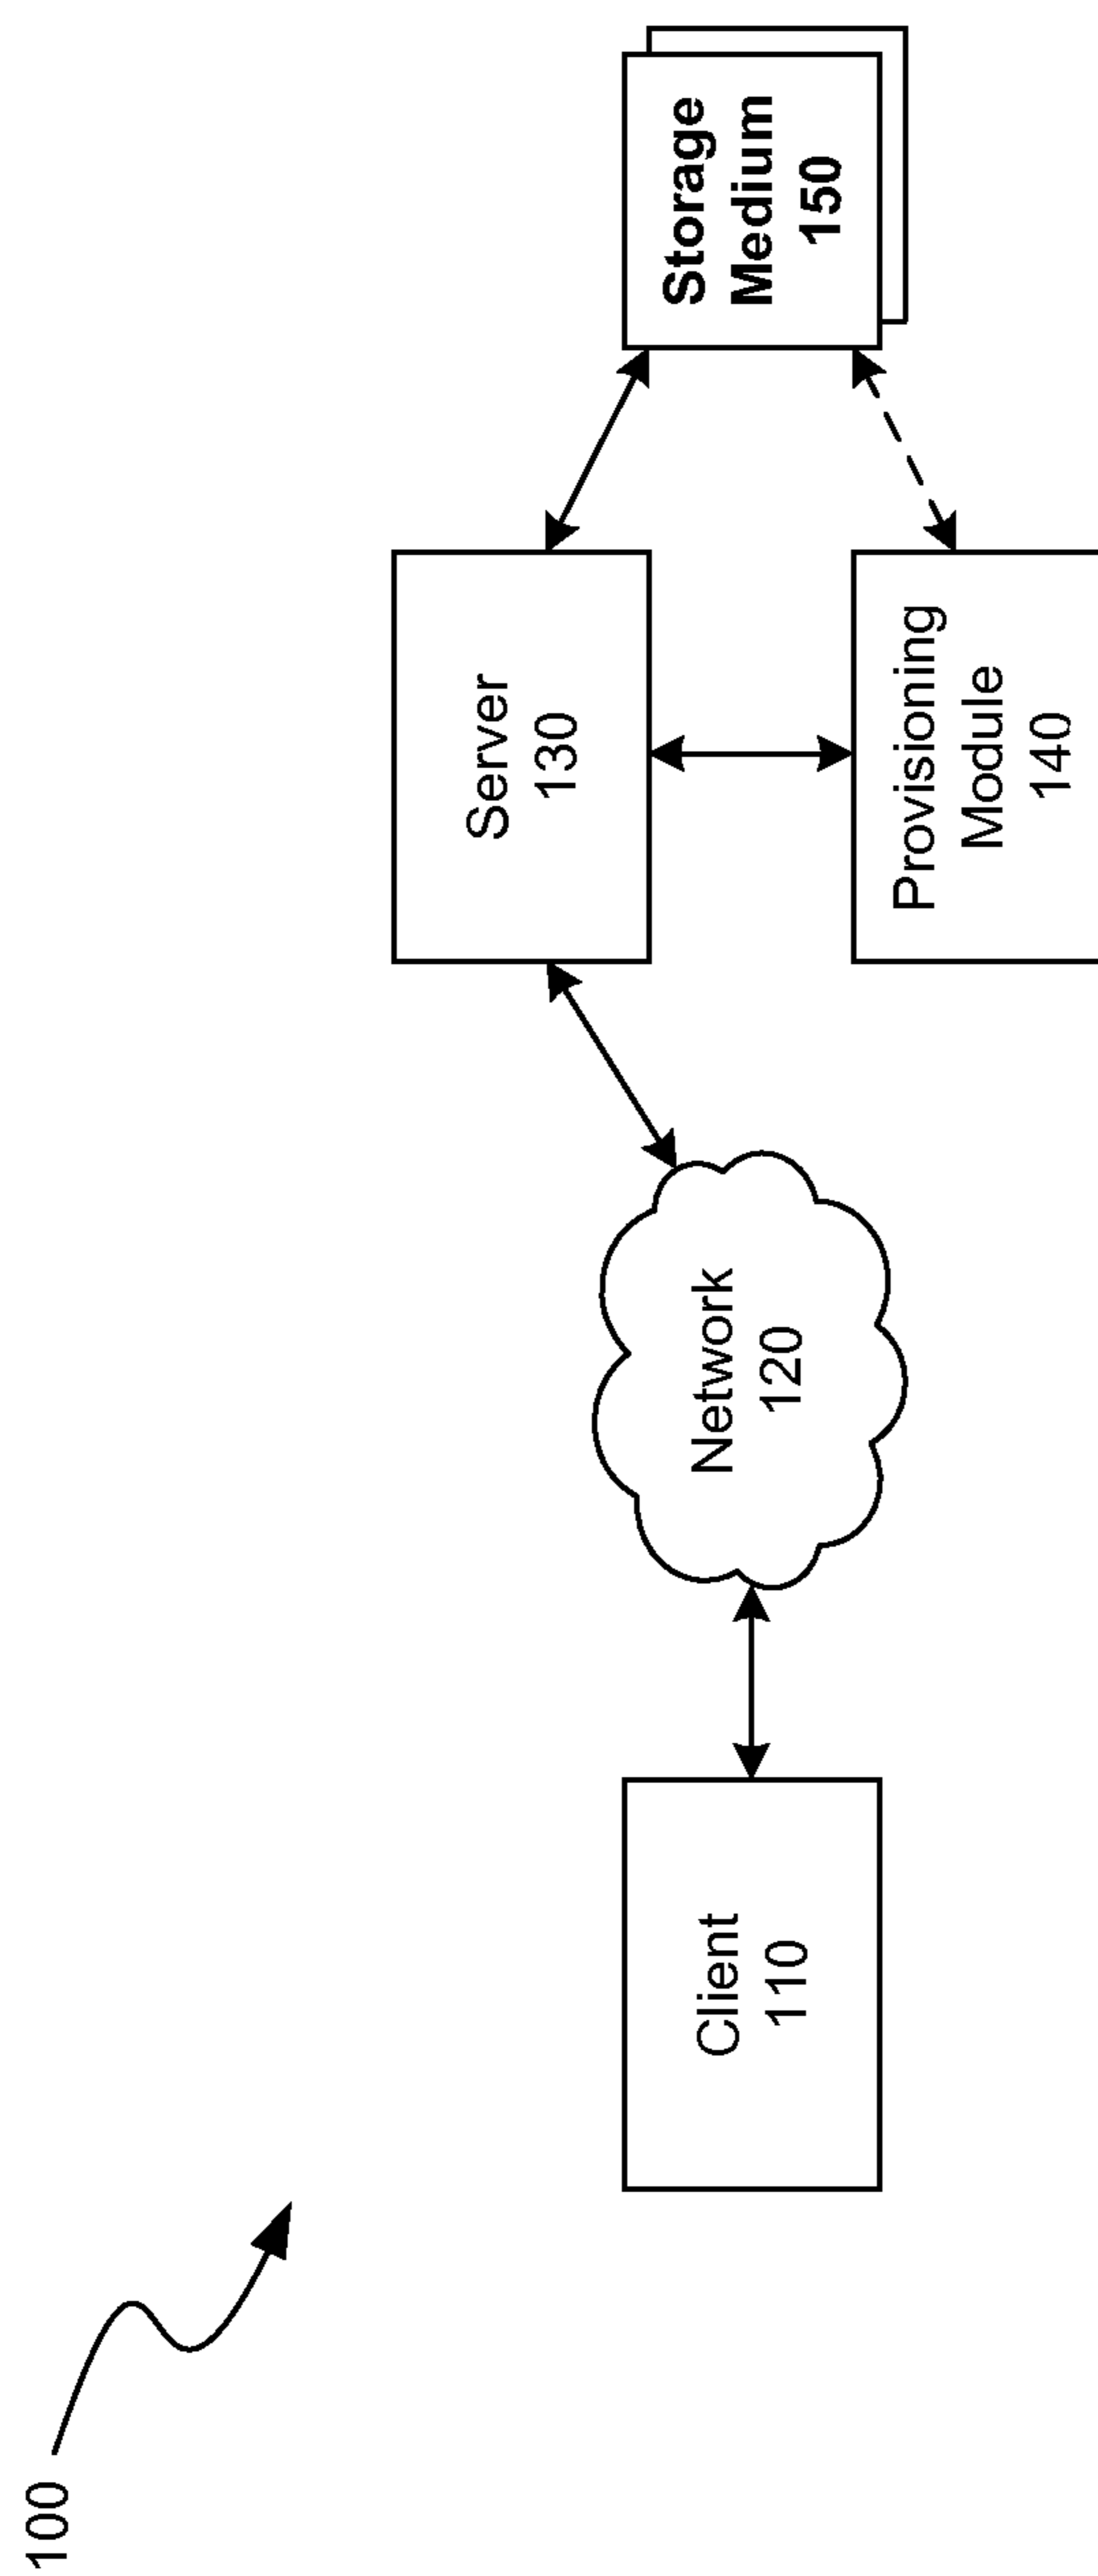 100
Client
110
Network
120
Server
130
Provisioning
Module
140
Storage
Medium
150